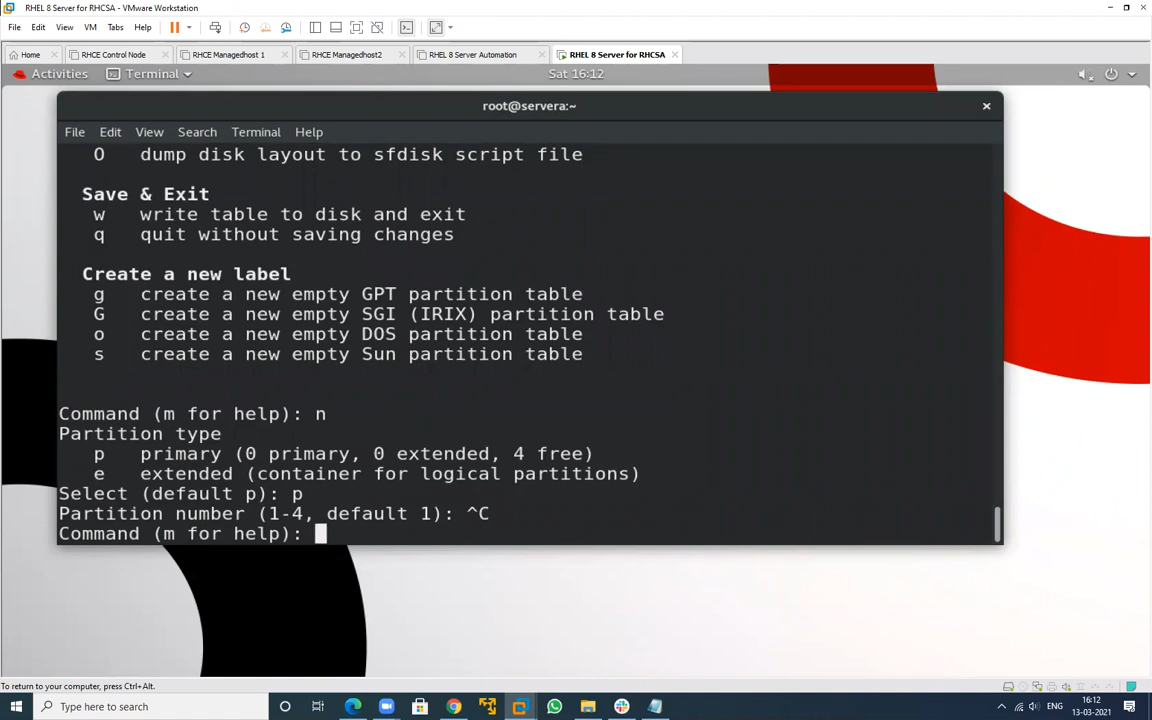 RHEL 8 Server for RHCSA - VMware Workstation
File Edit View VM Tabs Help
Home RHCE Control Node RHCE Managedhost 1 RHCE Managedhost2 RHEL 8 Server Automation RHEL 8 Server for RHCSA
Activities Terminal Sat 16:12
root@servera:~
File Edit View Search Terminal Help
O dump disk layout to sfdisk script file
Save & Exit
w write table to disk and exit
q quit without saving changes
Create a new label
g create a new empty GPT partition table
G create a new empty SGI (IRIX) partition table
o create a new empty DOS partition table
s create a new empty Sun partition table
Command (m for help): n
Partition type
p primary (0 primary, 0 extended, 4 free)
e extended (container for logical partitions)
Select (default p): p
Partition number (1-4, default 1): ^C
Command (m for help):
To return to your computer, press Ctrl+Alt.
Type here to search
ENG
16:12
13-03-2021